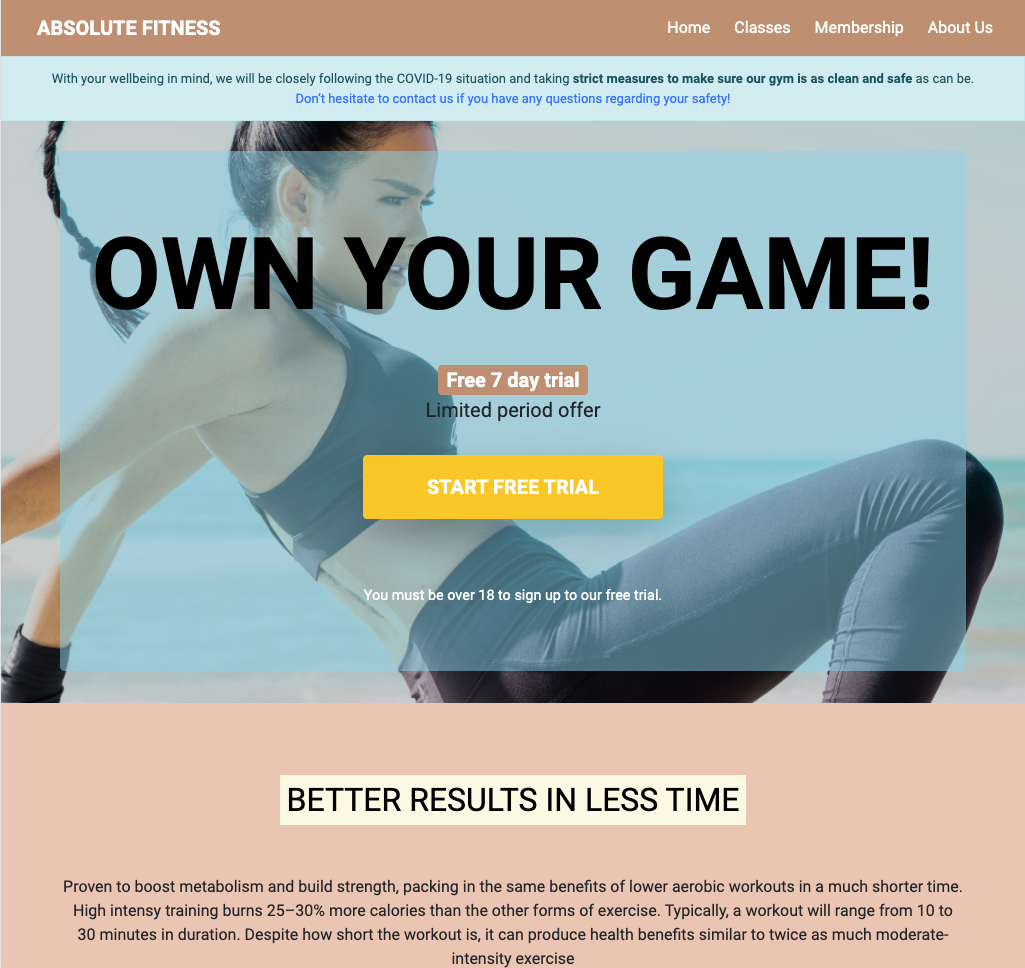 ABSOLUTE FITNESS
Home Classes Membership About Us
With your wellbeing in mind, we will be closely following the COVID-19 situation and taking strict measures to make sure our gym is as clean and safe as can be.
Don’t hesitate to contact us if you have any questions regarding your safety!
OWN YOUR GAME!
Free 7 day trial
Limited period offer
START FREE TRIAL
You must be over 18 to sign up to our free trial.
BETTER RESULTS IN LESS TIME
Proven to boost metabolism and build strength, packing in the same benefits of lower aerobic workouts in a much shorter time.
High intensy training burns 25–30% more calories than the other forms of exercise. Typically, a workout will range from 10 to
30 minutes in duration. Despite how short the workout is, it can produce health benefits similar to twice as much moderate-
intensity exercise